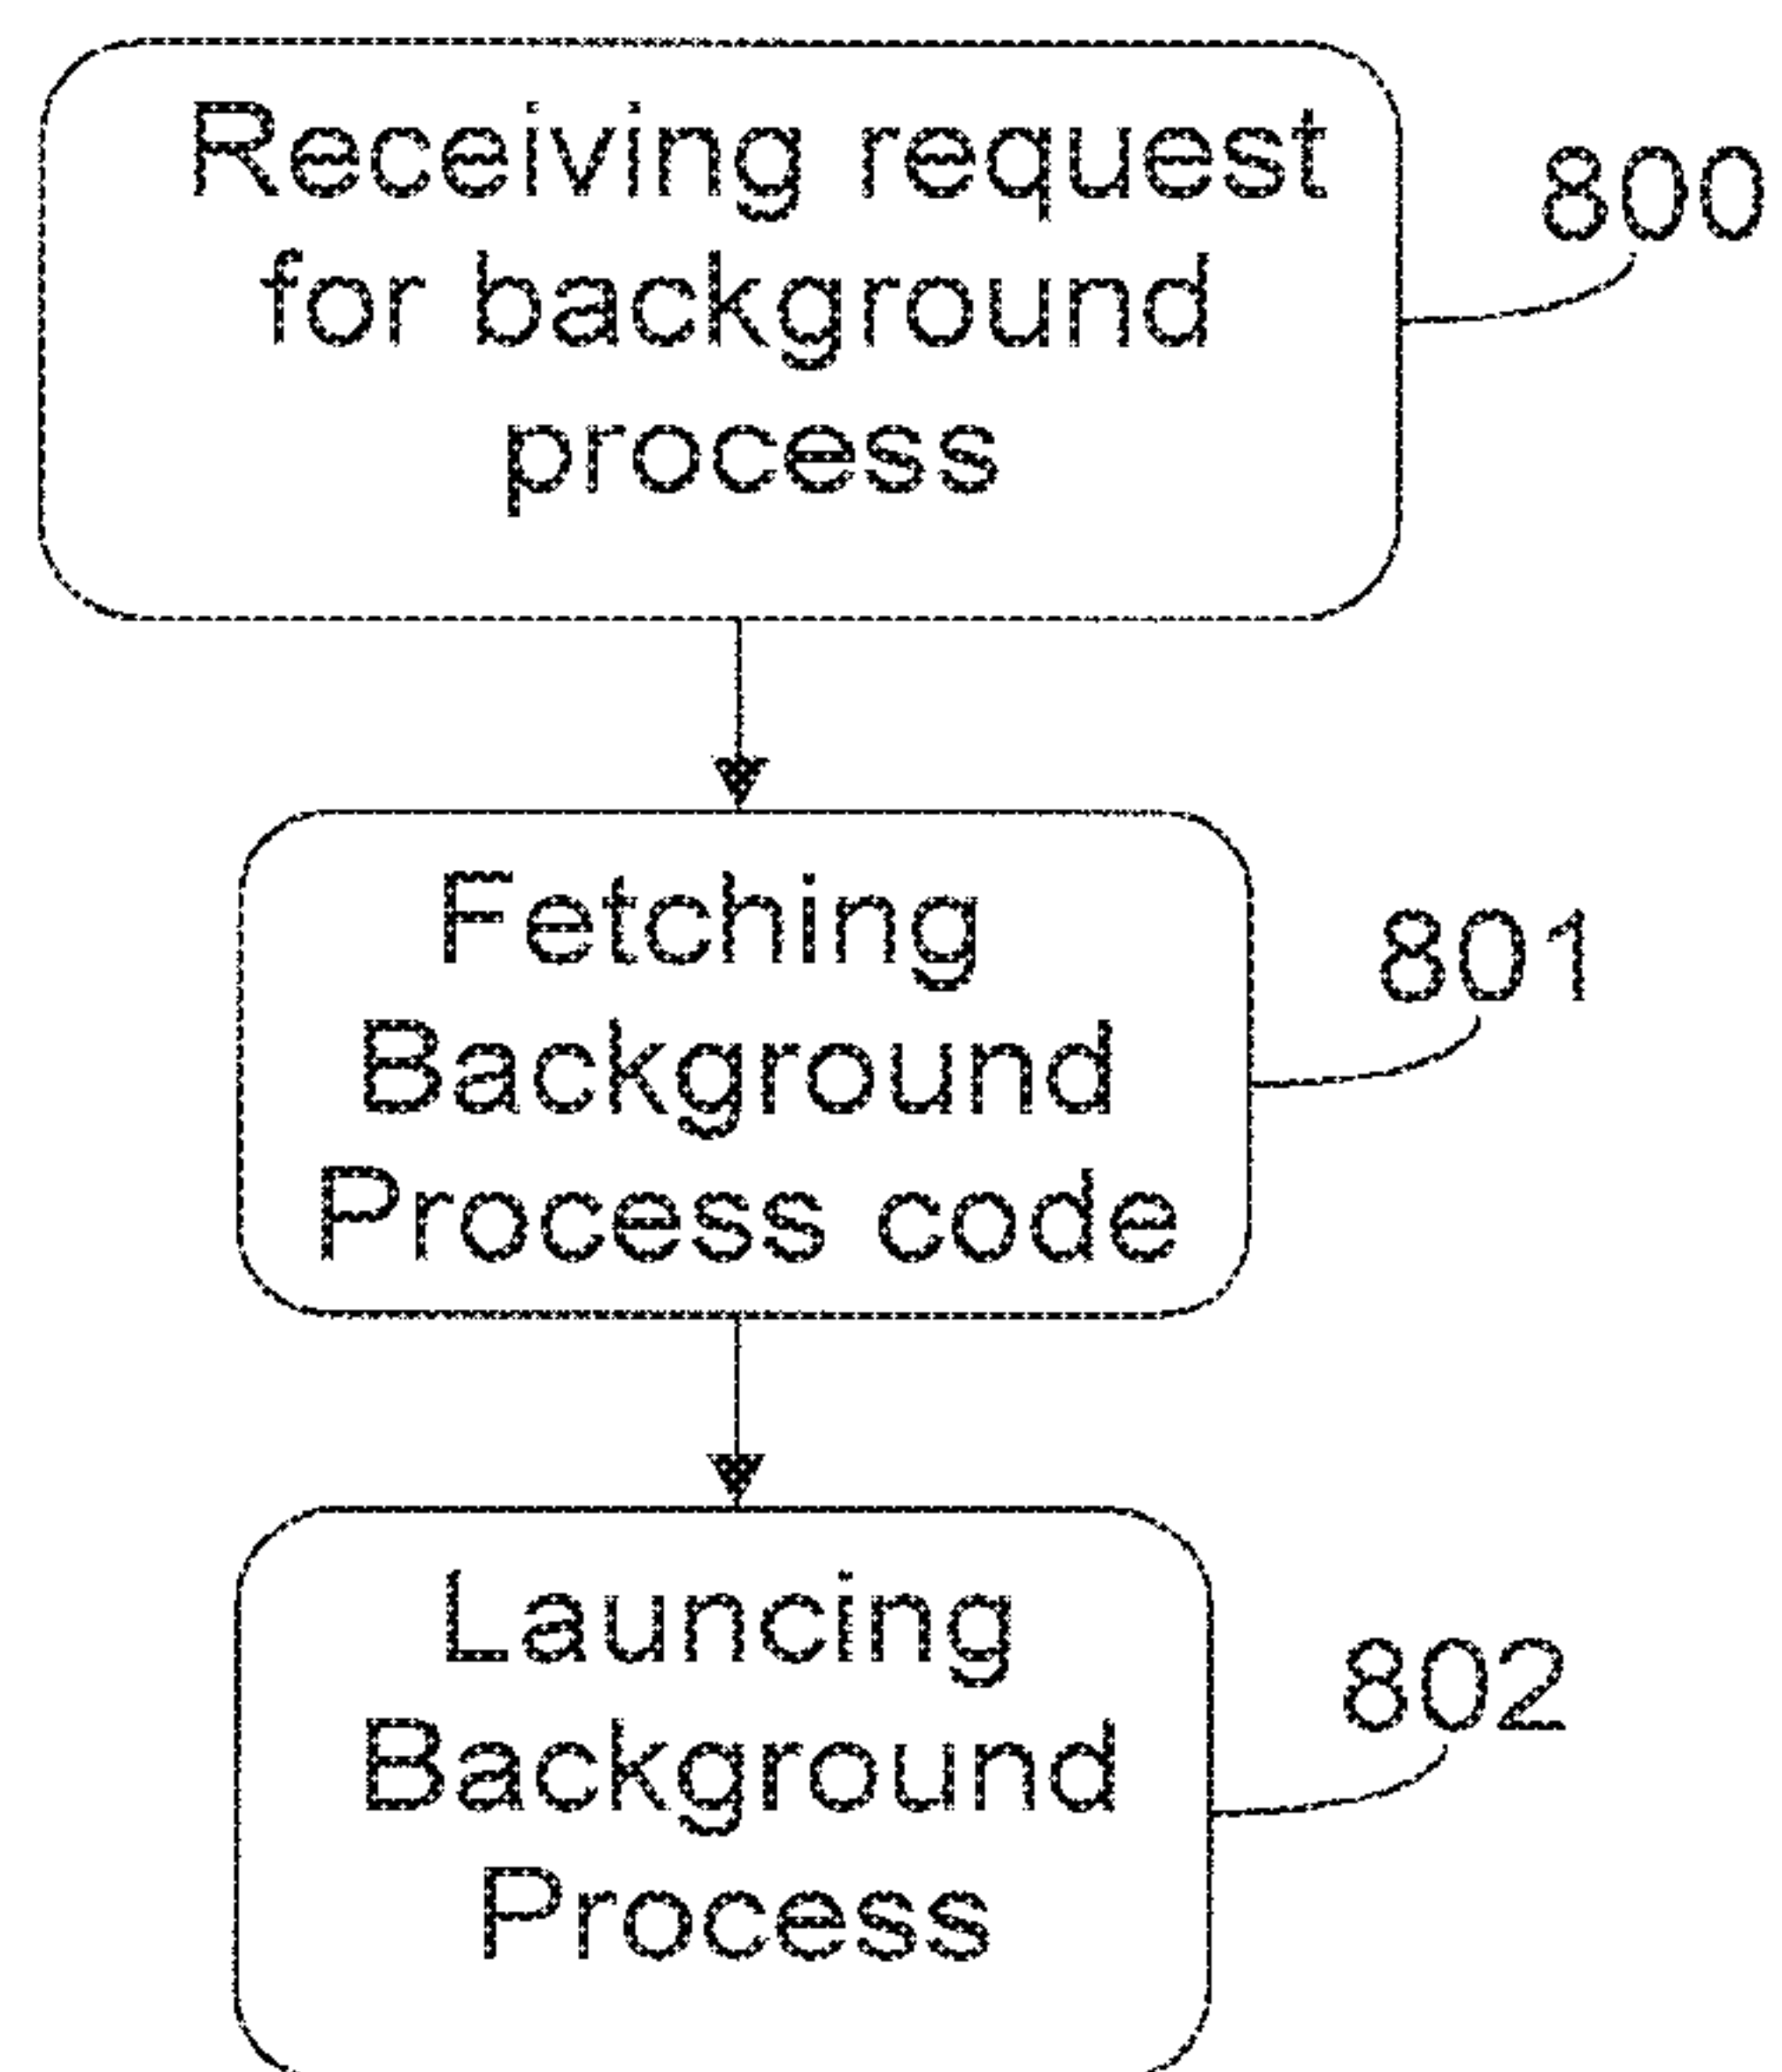 Receiving request
for background
process
800
Fetching
Background
Process code
801
Launcing
Background
Process
802